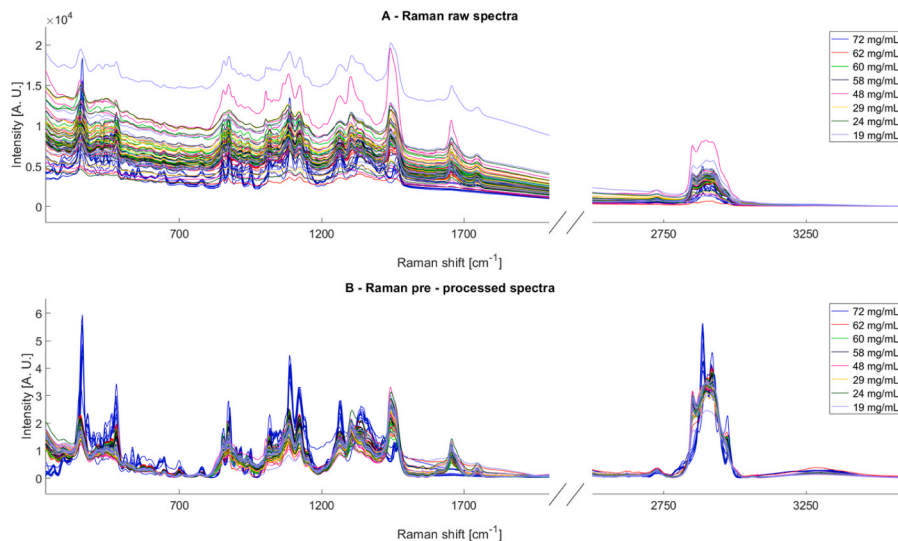 A - Raman raw spectra
×10⁴
2
1.5
1
0.5
0
Intensity [A. U.]
700
1200
1700
2750
3250
Raman shift [cm⁻¹]
72 mg/mL
62 mg/mL
60 mg/mL
58 mg/mL
48 mg/mL
29 mg/mL
24 mg/mL
19 mg/mL
B - Raman pre - processed spectra
6
5
4
3
2
1
0
Intensity [A. U.]
700
1200
1700
2750
3250
Raman shift [cm⁻¹]
72 mg/mL
62 mg/mL
60 mg/mL
58 mg/mL
48 mg/mL
29 mg/mL
24 mg/mL
19 mg/mL